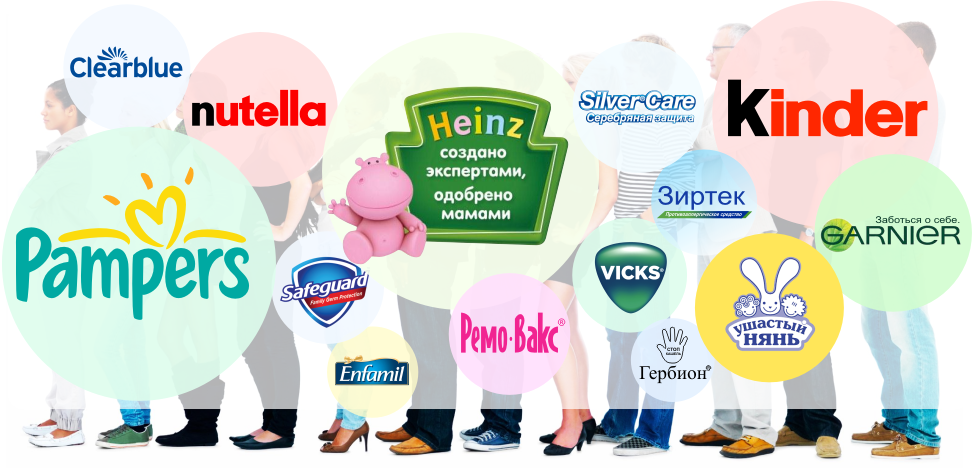 Clearblue
nutella
Heinz
создано
экспертами,
одобрено
мамами
Silver Care
Серебряная защита
Kinder
Pampers
Зиртек
Противоаллергическое средство
Заботься о себе.
GARNIER
Safeguard
Family Germ Protection
VICKS®
ушастый
нянь
Ремо-Вакс®
Enfamil
СТОП
КАШЕЛЬ
Гербион®